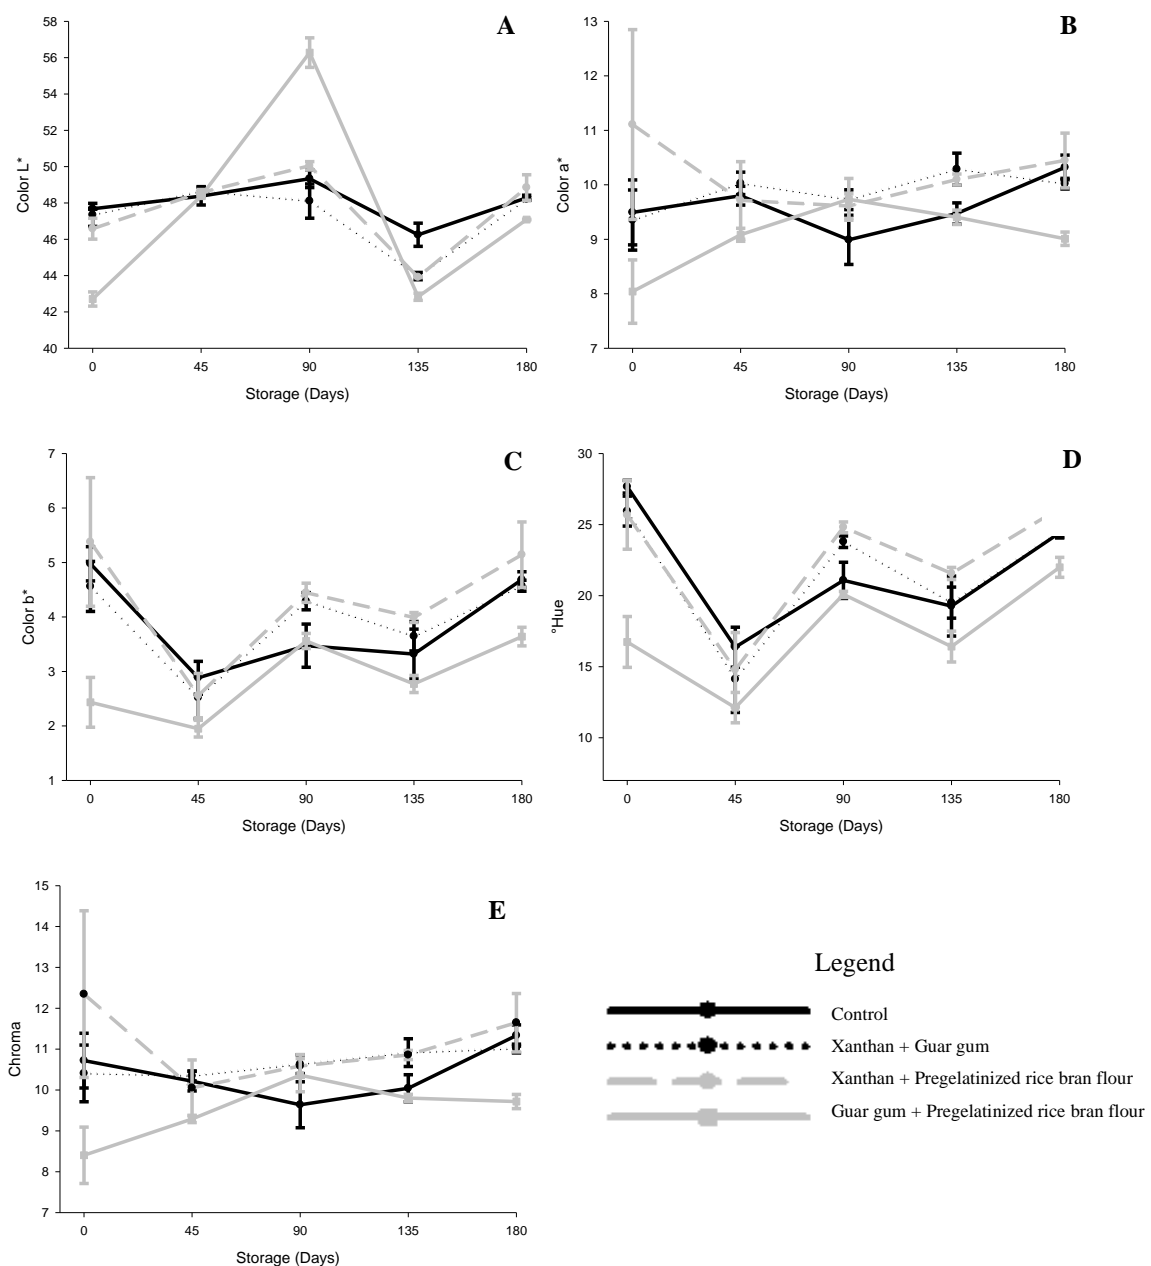 A
58
56
54
52
50
48
46
44
42
40
Color L*
0 45 90 135 180
Storage (Days)
B
13
12
11
10
9
8
7
Color a*
0 45 90 135 180
Storage (Days)
C
7
6
5
4
3
2
1
Color b*
0 45 90 135 180
Storage (Days)
D
30
25
20
15
10
°Hue
0 45 90 135 180
Storage (Days)
E
15
14
13
12
11
10
9
8
7
Chroma
0 45 90 135 180
Storage (Days)
Legend
Control
Xanthan + Guar gum
Xanthan + Pregelatinized rice bran flour
Guar gum + Pregelatinized rice bran flour